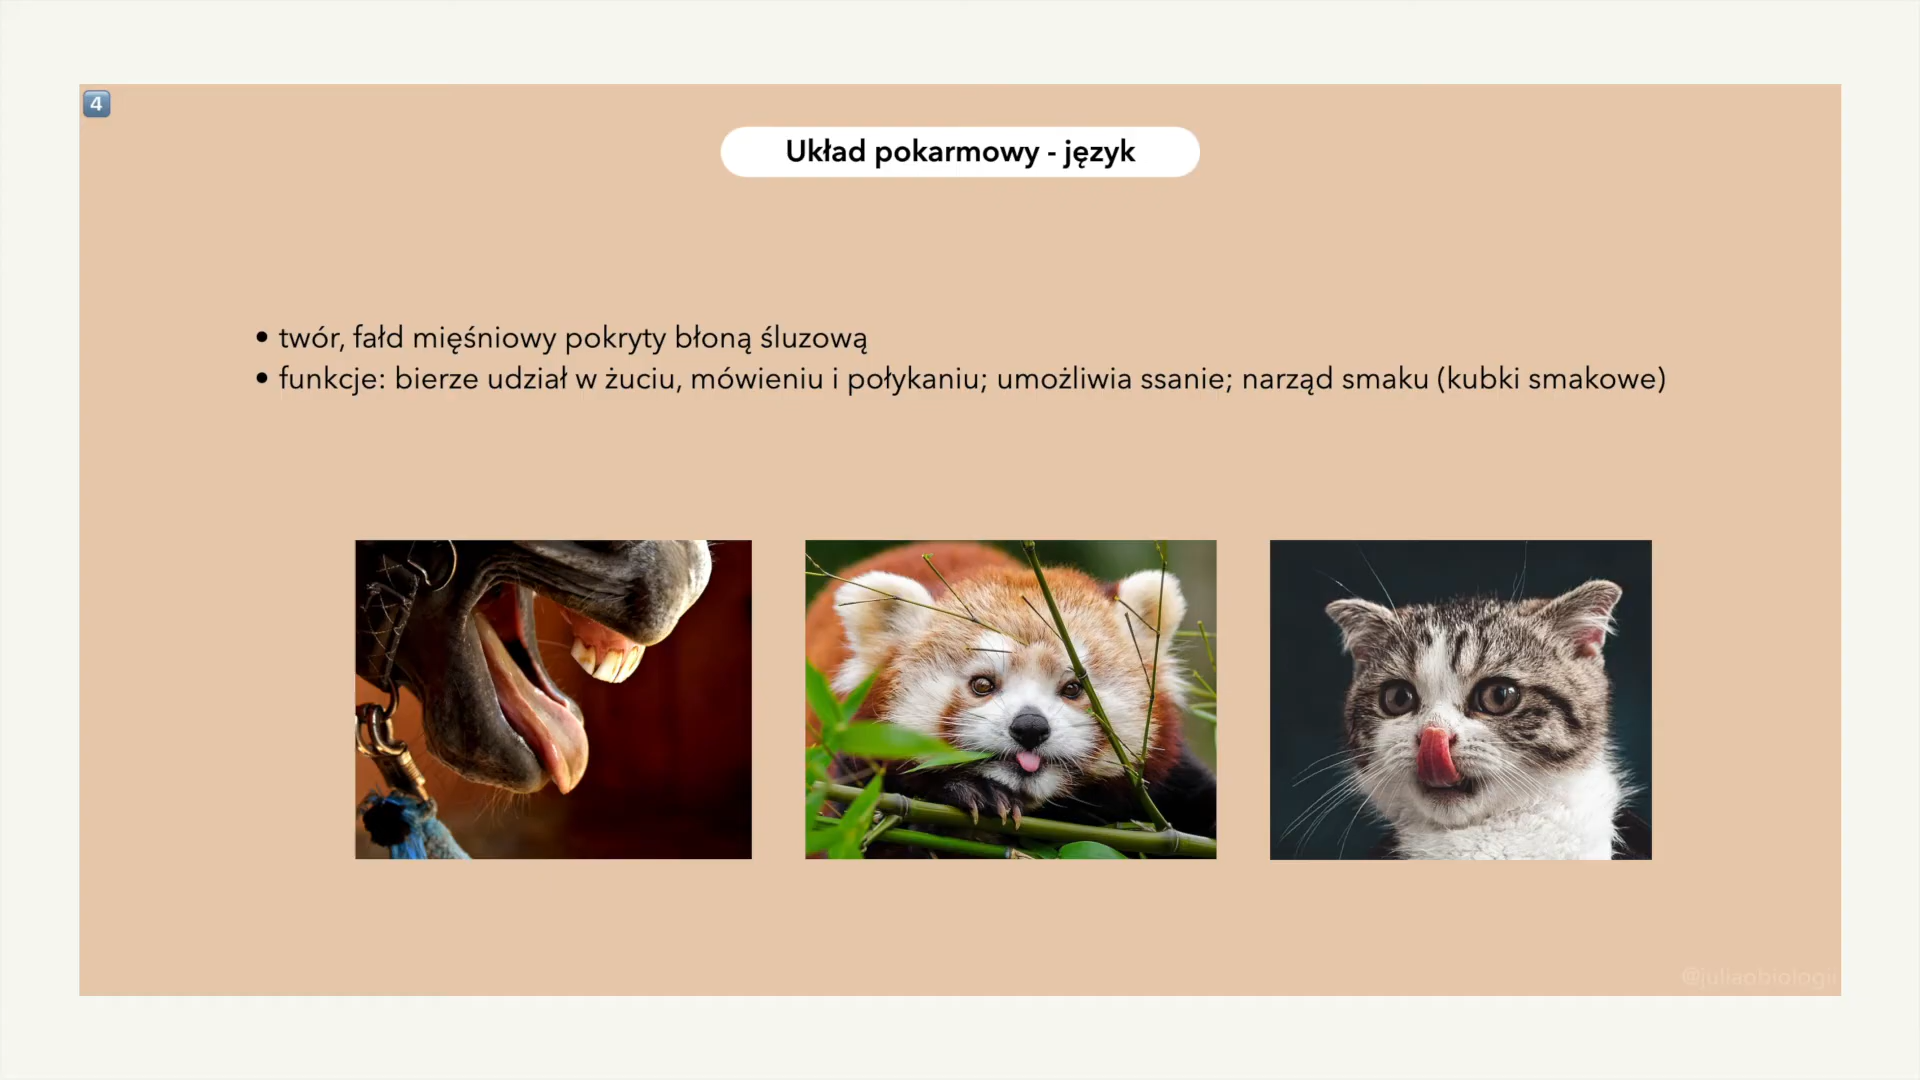 4
Układ pokarmowy - język
• twór, fałd mięśniowy pokryty błoną śluzową
• funkcje: bierze udział w żuciu, mówieniu i połykaniu; umożliwia ssanie; narząd smaku (kubki smakowe)
@juliaobiologii